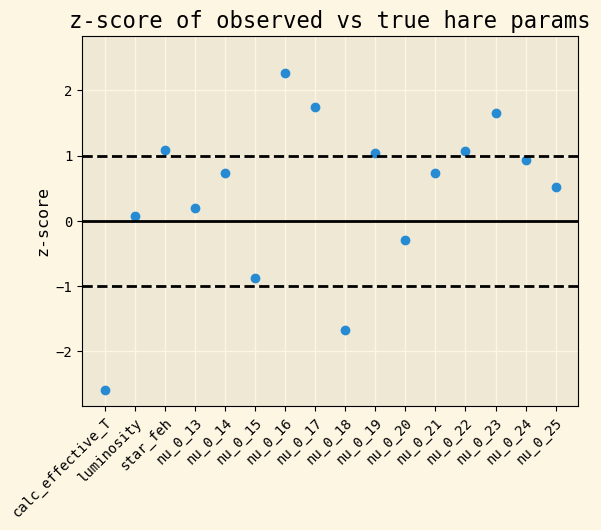 z-score of observed vs true hare params
z-score
2
1
0
−1
−2
calc_effective_T
luminosity
star_feh
nu_0_13
nu_0_14
nu_0_15
nu_0_16
nu_0_17
nu_0_18
nu_0_19
nu_0_20
nu_0_21
nu_0_22
nu_0_23
nu_0_24
nu_0_25